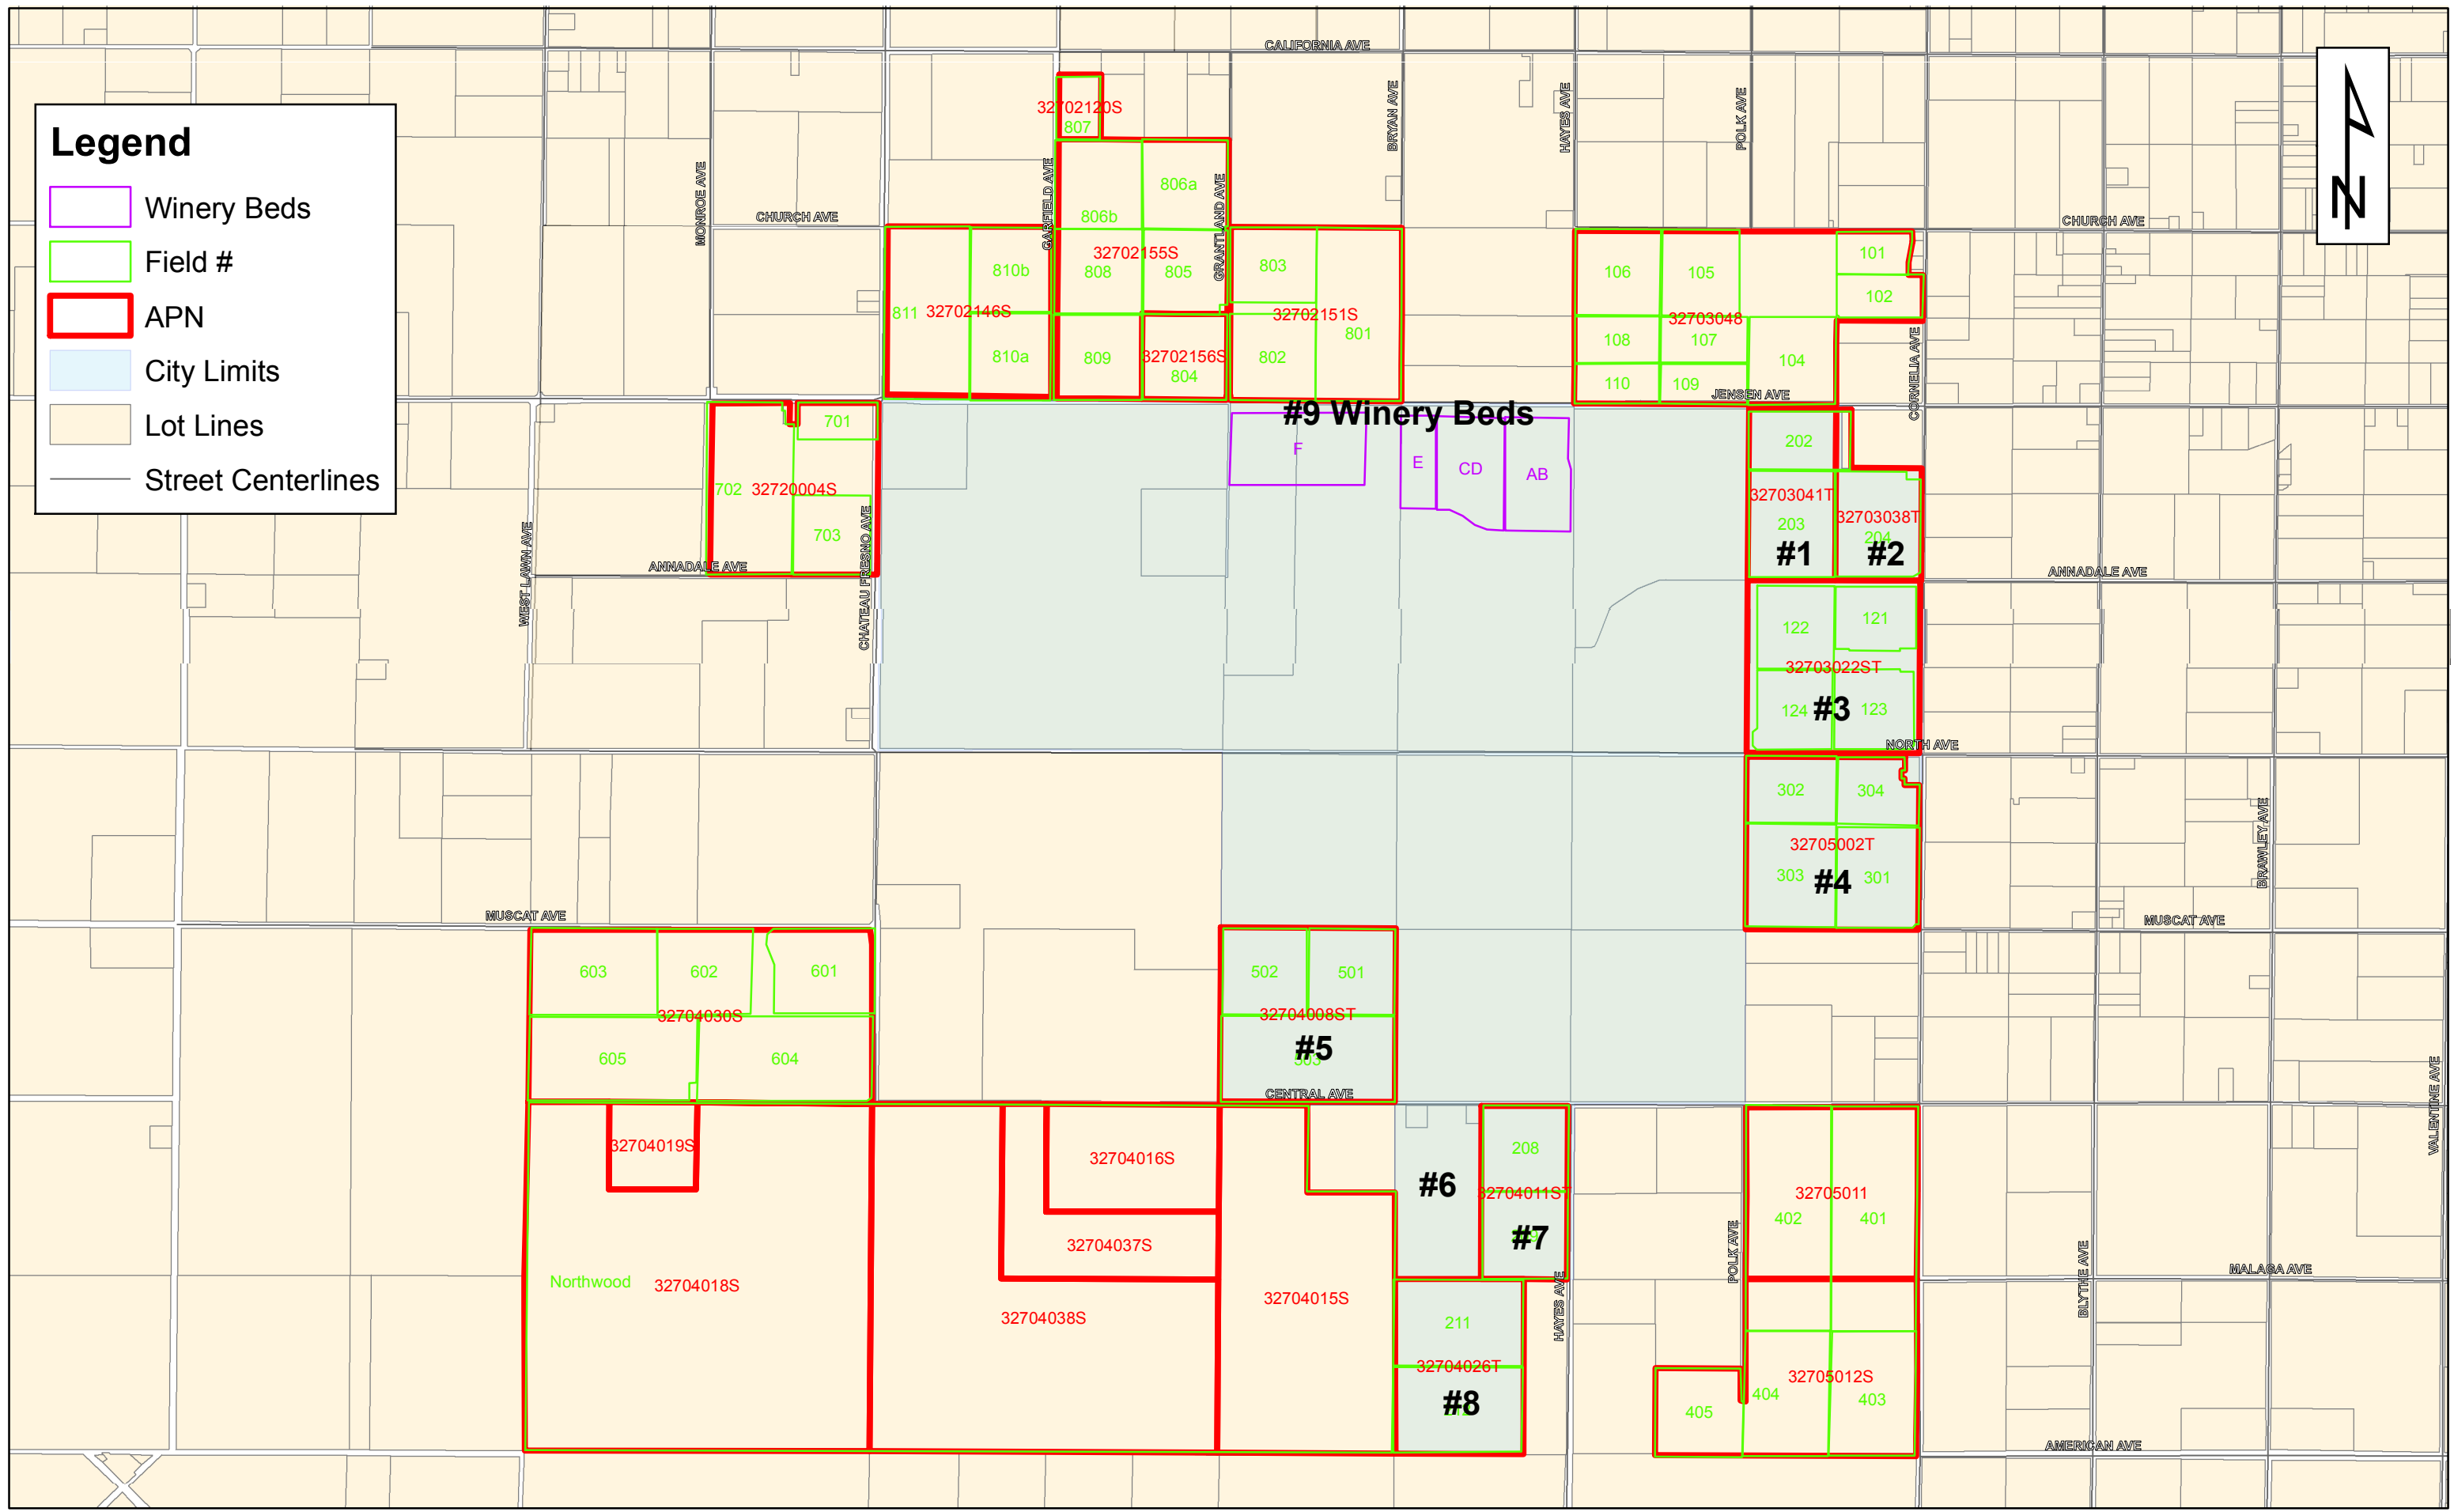 CALIFORNIA AVE
Legend
Winery Beds
Field #
APN
City Limits
Lot Lines
Street Centerlines
N
MONROE AVE
CHURCH AVE
GARFIELD AVE
GRANTLAND AVE
BRYAN AVE
HAYES AVE
POLK AVE
CHURCH AVE
32702120S
807
806a
806b
32702155S
808
805
810b
811
32702146S
810a
809
32702156S
804
803
32702151S
801
802
106
105
101
102
32703048
108
107
104
110
109
JENSEN AVE
CORNELIA AVE
#9 Winery Beds
F
E
CD
AB
701
702
32720004S
703
WEST LAWN AVE
ANNADALE AVE
CHATEAU FRESNO AVE
202
32703041T
203
#1
32703038T
204
#2
ANNADALE AVE
122
121
32703022ST
124
#3
123
NORTH AVE
302
304
32705002T
303
#4
301
BRAWLEY AVE
MUSCAT AVE
MUSCAT AVE
603
602
601
32704030S
605
604
502
501
32704008ST
#5
CENTRAL AVE
VALENTINE AVE
32704019S
32704016S
32704037S
Northwood
32704018S
32704038S
32704015S
#6
208
32704011ST
#7
HAYES AVE
211
32704026T
#8
POLK AVE
32705011
402
401
BLYTHE AVE
MALAGA AVE
32705012S
404
403
405
AMERICAN AVE